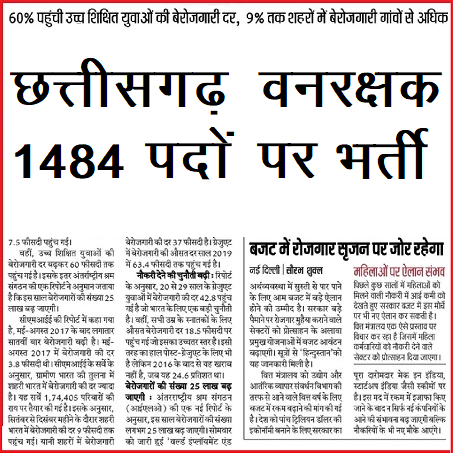 60% पहुंची उच्च शिक्षित युवाओं की बेरोजगारी दर, 9% तक शहरों में बेरोजगारी गांवों से अधिक
छत्तीसगढ़ वनरक्षक
1484 पदों पर भर्ती
7.5 फीसदी पहुंच गई।
वहीं, उच्च शिक्षित युवाओं की
बेरोजगारी दर बढ़कर 60 फीसदी तक
पहुंच गई। इसके इतर अंतर्राष्ट्रीय श्रम
संगठन की एक रिपोर्ट ने अनुमान जताया
है कि इस साल बेरोजगारों की संख्या 25
लाख बढ़ जाएगी।
सीएमआईई की रिपोर्ट में कहा गया
है, मई-अगस्त 2017 के बाद लगातार
सातवीं बार बेरोजगारी बढ़ी है। मई-
अगस्त 2017 में बेरोजगारी की दर
3.8 फीसदी थी। सीएमआईई के सर्वे के
अनुसार, ग्रामीण भारत की तुलना में
शहरी भारत में बेरोजगारी की दर ज्यादा
है। यह सर्वे 1,74,405 परिवारों की
राय पर तैयार की गई है। इसके अनुसार,
सितंबर से दिसंबर महीने के दौरान शहरी
भारत में बेरोजगारी की दर 9 फीसदी तक
पहुंच गई। यानी शहरों में बेरोजगारी
बेरोजगारी की दर 37 फीसदी है। ग्रेजुएट
में बेरोजगारी की औसत दर साल 2019
में 63.4 फीसदी तक पहुंच गई है।
नौकरी देने की चुनौती बढ़ी : रिपोर्ट
के अनुसार, 20 से 29 साल के ग्रेजुएट
युवाओं में बेरोजगारी की दर 42.8 पहुंच
गई है जो भारत के लिए एक बड़ी चुनौती
है। वहीं, सभी उम्र के स्नातकों के लिए
औसत बेरोजगारी दर 18.5 फीसदी पर
पहुंच गई जो इसका उच्चतर स्तर है। इसी
तरह का हाल पोस्ट-ग्रेजुएट के लिए भी
है लेकिन 2016 के बाद से यह खराब
नहीं है, जब यह 24.6 प्रतिशत था।
बेरोजगारों की संख्या 25 लाख बढ़
जाएगी : अंतरराष्ट्रीय श्रम संगठन
(आईएलओ) की एक नई रिपोर्ट के
अनुसार, इस साल बेरोजगारों की संख्या
लगभग 25 लाख बढ़ जाएगी। सोमवार
को जारी हुई 'वर्ल्ड इंप्लॉयमेंट एंड
बजट में रोजगार सृजन पर जोर रहेगा
नई दिल्ली | सौरभ शुक्ल
अर्थव्यवस्था में सुस्ती से पार पाने
के लिए आम बजट में बड़े ऐलान
होने की उम्मीद है। सरकार बड़े
पैमाने पर रोजगार मुहैया कराने वाले
सेक्टरों को प्रोत्साहन के अलावा
प्रमुख योजनाओं में बजट आवंटन
बढ़ाएगी। सूत्रों से 'हिन्दुस्तान' को
यह जानकारी मिली है।
वित्त मंत्रालय को उद्योग और
आतंरिक व्यापार संवर्धन विभाग की
तरफ से आने वाले वित्त वर्ष के लिए
बजट में रकम बढ़ाने की मांग की गई
है। देश को पांच ट्रिलियन डॉलर की
इकोनॉमी बनाने के लिए सरकार का
महिलाओं पर ऐलान संभव
पिछले कुछ सालों में महिलाओं को
मिलने वाली नौकरी में आई कमी को
देखते हुए सरकार बजट में इस मोर्चे
पर भी नए ऐलान कर सकती है।
वित्त मंत्रालय एक ऐसे प्रस्ताव पर
विचार कर रहा है जिसमें महिला
कर्मचारियों को नौकरी देने वाले
सेक्टर को प्रोत्साहन दिया जाएगा।
पूरा दारोमदार मेक इन इंडिया,
स्टार्टअप इंडिया जैसी स्कीमों पर
है। इस मद में रकम में इजाफा किए
जाने के बाद न सिर्फ नई कंपनियों के
आने की संभावना बढ़ जाएगी बल्कि
नौकरियों के भी नए मौके बढ़ेंगे।